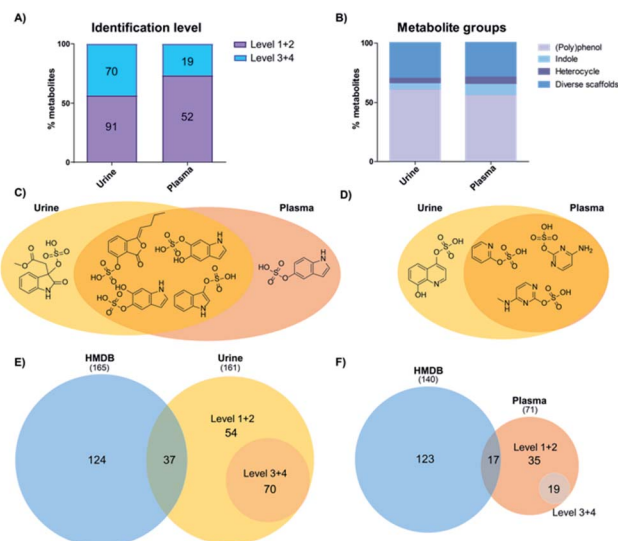 A)
Identification level
100
50
0
% metabolites
70
91
19
52
Urine
Plasma
Level 1+2
Level 3+4
B)
Metabolite groups
100
50
0
% metabolites
Urine
Plasma
(Poly)phenol
Indole
Heterocycle
Diverse scaffolds
C)
Urine
Plasma
D)
Urine
Plasma
E)
HMDB
(165)
Urine
(161)
124
37
Level 1+2
54
Level 3+4
70
F)
HMDB
(140)
Plasma
(71)
123
17
Level 1+2
35
19
Level 3+4